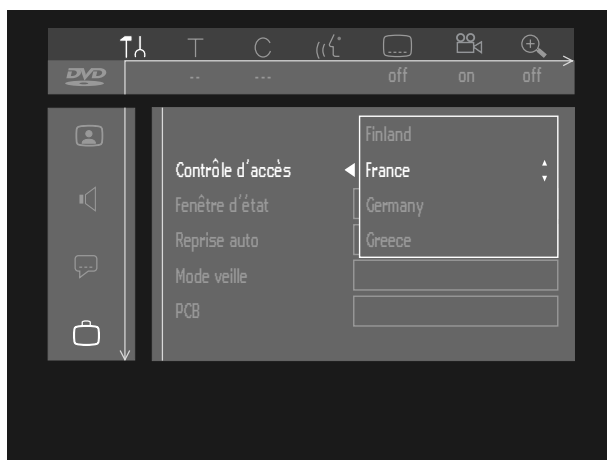 T C
DVD -- --- off on off
Finland
Contrôle d'accès France
Fenêtre d'état Germany
Reprise auto Greece
Mode veille
PCB